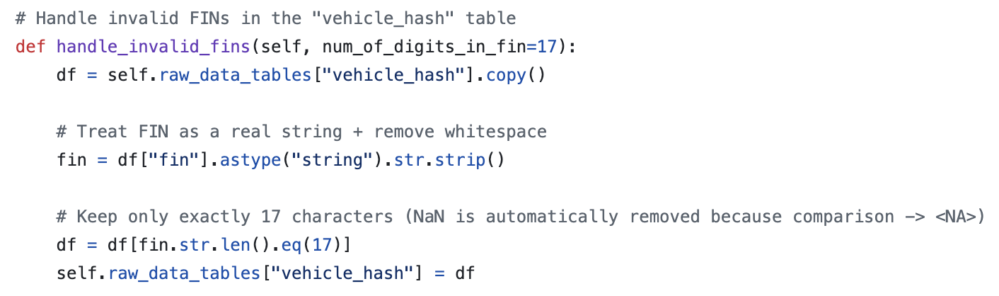 # Handle invalid FINs in the "vehicle_hash" table
def handle_invalid_fins(self, num_of_digits_in_fin=17):
    df = self.raw_data_tables["vehicle_hash"].copy()

    # Treat FIN as a real string + remove whitespace
    fin = df["fin"].astype("string").str.strip()

    # Keep only exactly 17 characters (NaN is automatically removed because comparison -> <NA>)
    df = df[fin.str.len().eq(17)]
    self.raw_data_tables["vehicle_hash"] = df